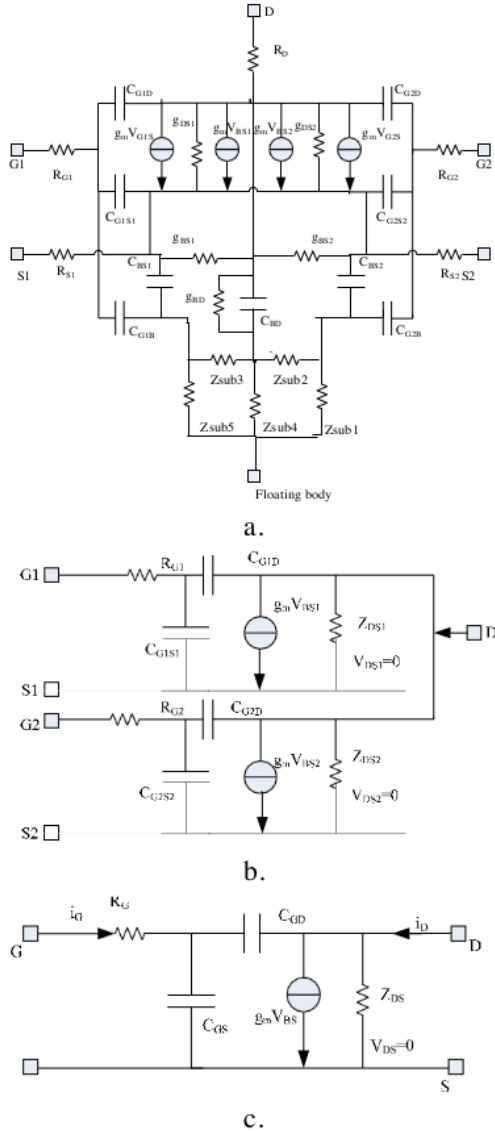 D
R_D
C_G1D
C_G2D
g_DS1
g_mV_G1S
g_mV_BS1
g_mV_BS2
g_DS2
g_mV_G2S
G1
G2
R_G1
R_G2
C_G1S1
C_G2S2
g_BS1
g_BS2
S1
R_S1
C_BS1
C_BS2
R_S2
S2
g_BD
C_BD
C_G1B
C_G2B
Zsub3
Zsub2
Zsub5
Zsub4
Zsub1
Floating body
a.
G1
R_G1
C_G1D
g_mV_BS1
Z_DS1
D
C_G1S1
V_DS1=0
S1
G2
R_G2
C_G2D
g_mV_BS2
Z_DS2
C_G2S2
V_DS2=0
S2
b.
i_G
R_G
C_GD
i_D
G
D
C_GS
g_mV_BS
Z_DS
V_DS=0
S
c.